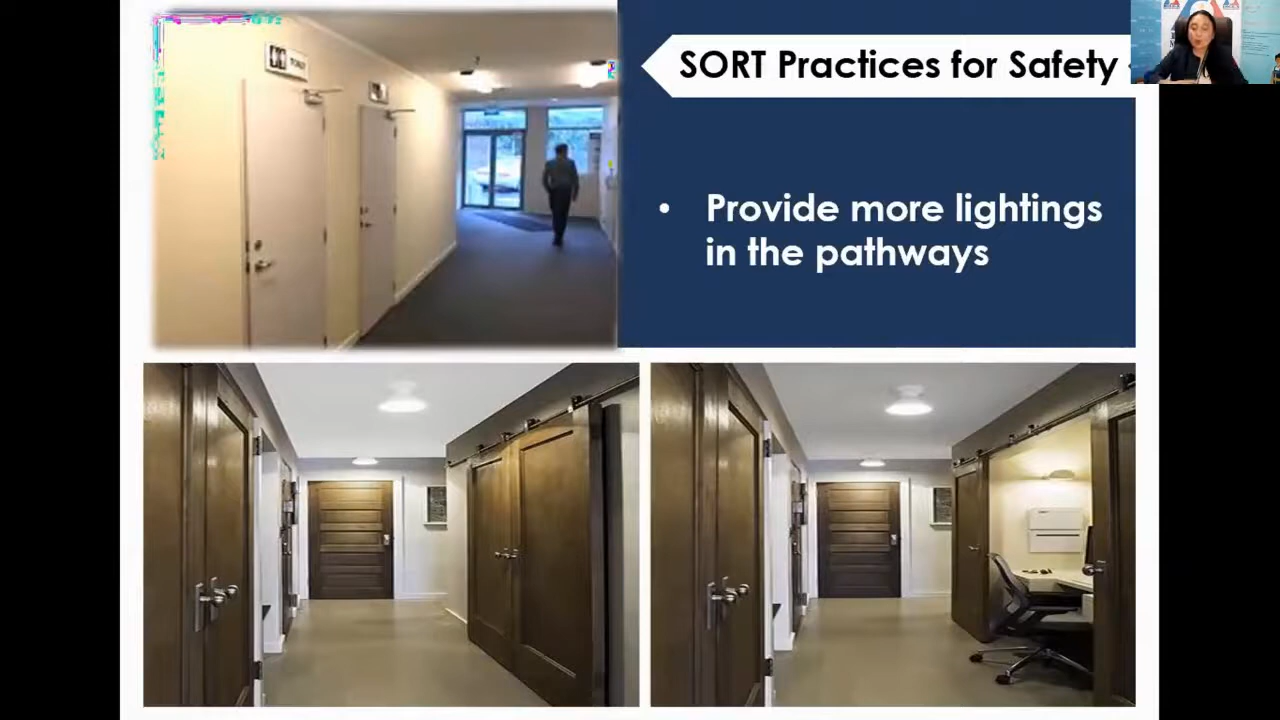 SORT Practices for Safety
• Provide more lightings
in the pathways